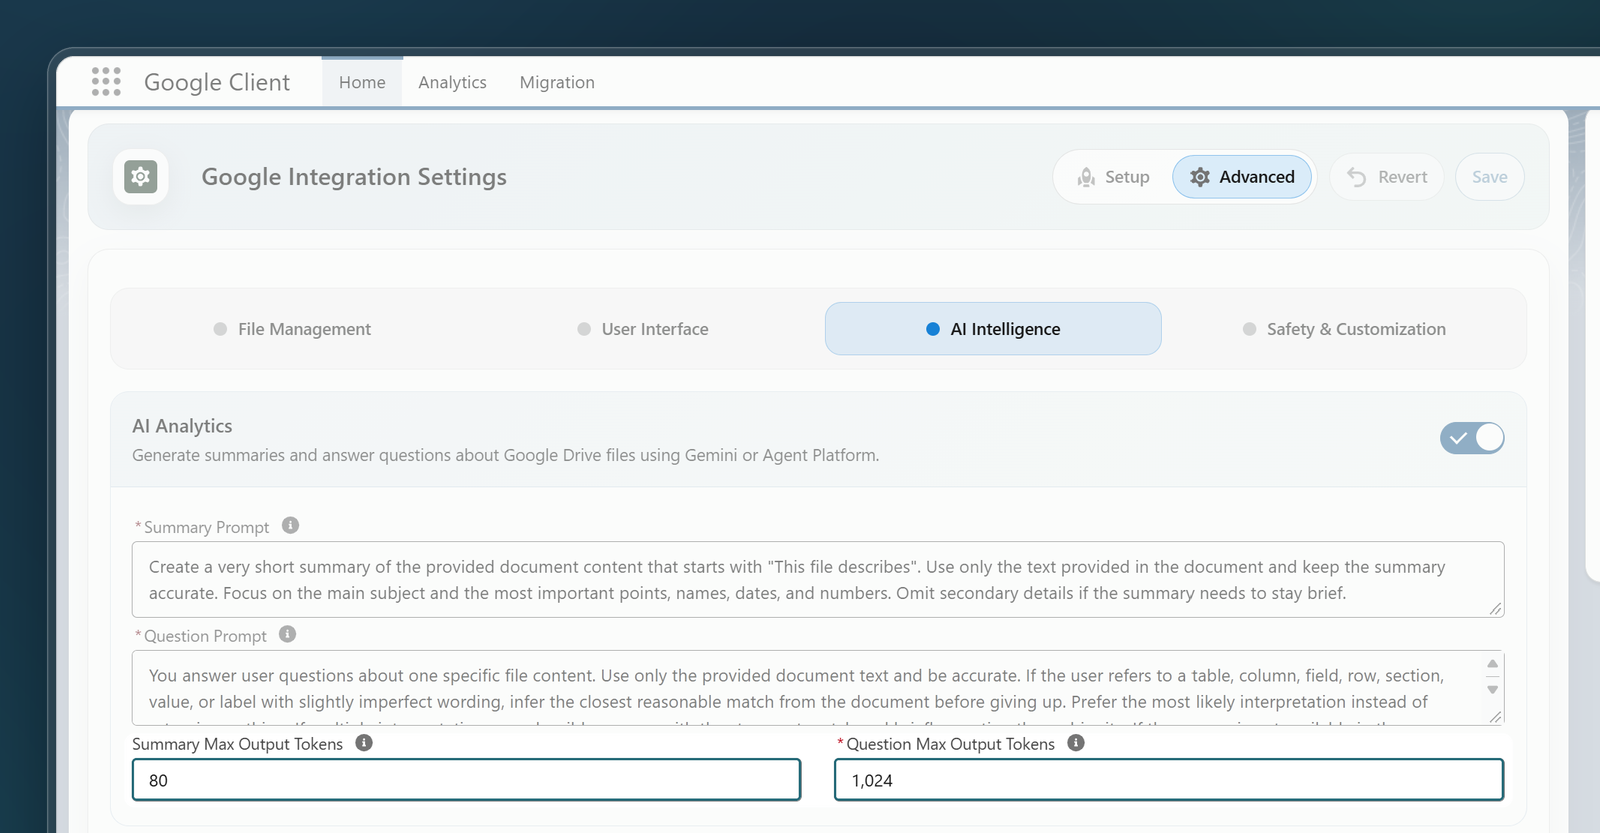 Google Client
Home
Analytics
Migration
Google Integration Settings
Setup
Advanced
Revert
Save
File Management
User Interface
AI Intelligence
Safety & Customization
AI Analytics
Generate summaries and answer questions about Google Drive files using Gemini or Agent Platform.
*Summary Prompt
Create a very short summary of the provided document content that starts with "This file describes". Use only the text provided in the document and keep the summary
accurate. Focus on the main subject and the most important points, names, dates, and numbers. Omit secondary details if the summary needs to stay brief.
*Question Prompt
You answer user questions about one specific file content. Use only the provided document text and be accurate. If the user refers to a table, column, field, row, section,
value, or label with slightly imperfect wording, infer the closest reasonable match from the document before giving up. Prefer the most likely interpretation instead of
Summary Max Output Tokens
80
*Question Max Output Tokens
1,024